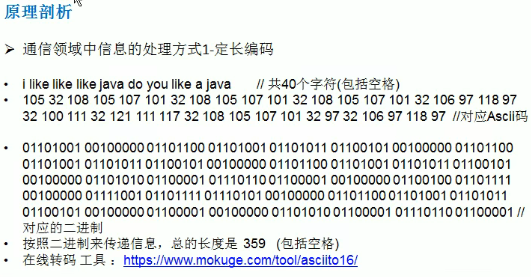 原理剖析
➢ 通信领域中信息的处理方式1-定长编码
• i like like like java do you like a java // 共40个字符(包括空格)
• 105 32 108 105 107 101 32 108 105 107 101 32 108 105 107 101 32 106 97 118 97
32 100 111 32 121 111 117 32 108 105 107 101 32 97 32 106 97 118 97 //对应Ascii码
• 01101001 00100000 01101100 01101001 01101011 01100101 00100000 01101100
01101001 01101011 01100101 00100000 01101100 01101001 01101011 01100101
00100000 01101010 01100001 01110110 01100001 00100000 01100100 01101111
00100000 01111001 01101111 01110101 00100000 01101100 01101001 01101011
01100101 00100000 01100001 00100000 01101010 01100001 01110110 01100001 //
对应的二进制
• 按照二进制来传递信息，总的长度是 359 (包括空格)
• 在线转码 工具 ：https://www.mokuge.com/tool/asciito16/